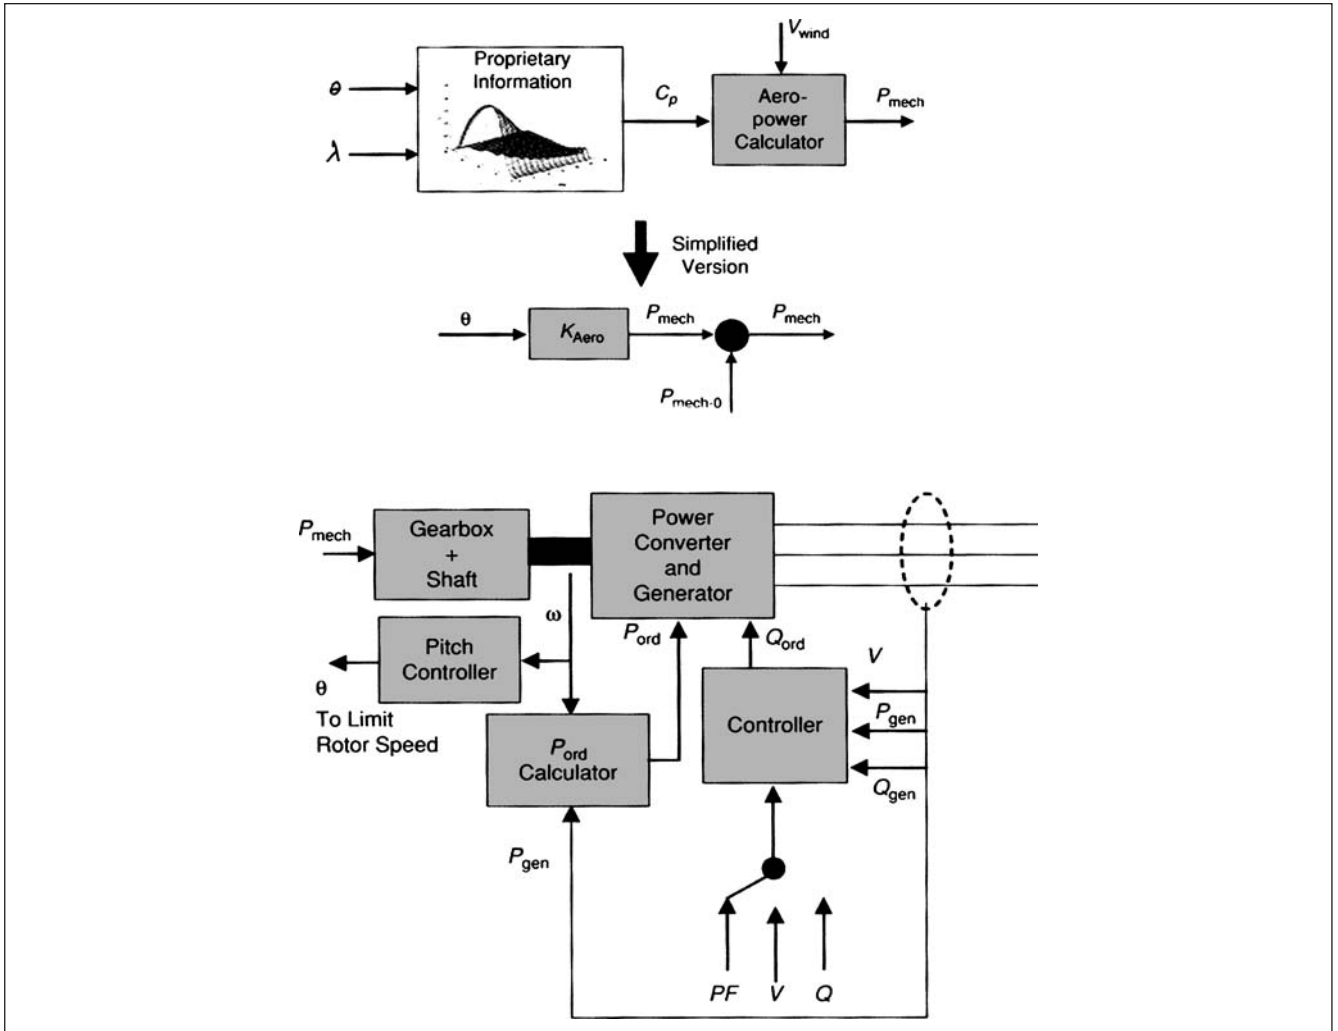 V_wind
Proprietary
Information
θ
λ
C_p
Aero-
power
Calculator
P_mech
Simplified
Version
θ
K_Aero
P_mech
P_mech
P_mech-0
P_mech
Gearbox
+
Shaft
Power
Converter
and
Generator
ω
P_ord
Q_ord
Pitch
Controller
θ
To Limit
Rotor Speed
P_ord
Calculator
Controller
V
P_gen
Q_gen
P_gen
PF
V
Q